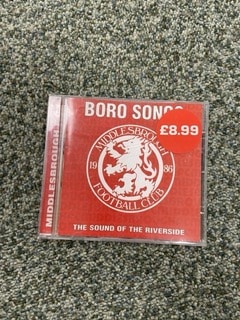 BORO SONGS
£8.99
MIDDLESBROUGH
MIDDLESBROUGH
19 86
FOOTBALL CLUB
THE SOUND OF THE RIVERSIDE